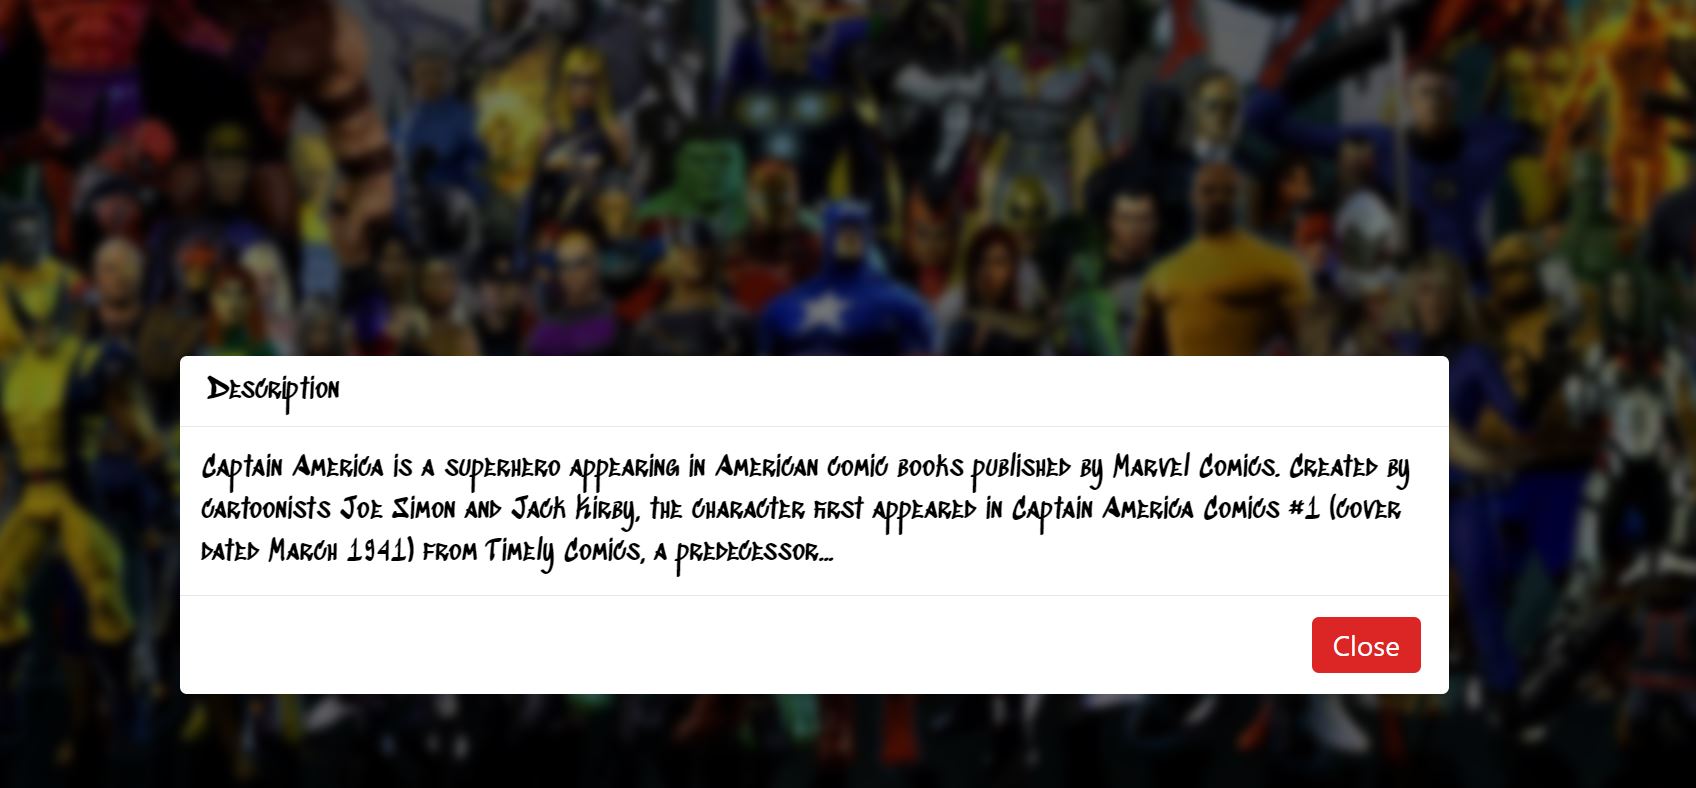 Description
Captain America is a superhero appearing in American comic books published by Marvel Comics. Created by
cartoonists Joe Simon and Jack Kirby, the character first appeared in Captain America Comics #1 (cover
dated March 1941) from Timely Comics, a predecessor...
Close